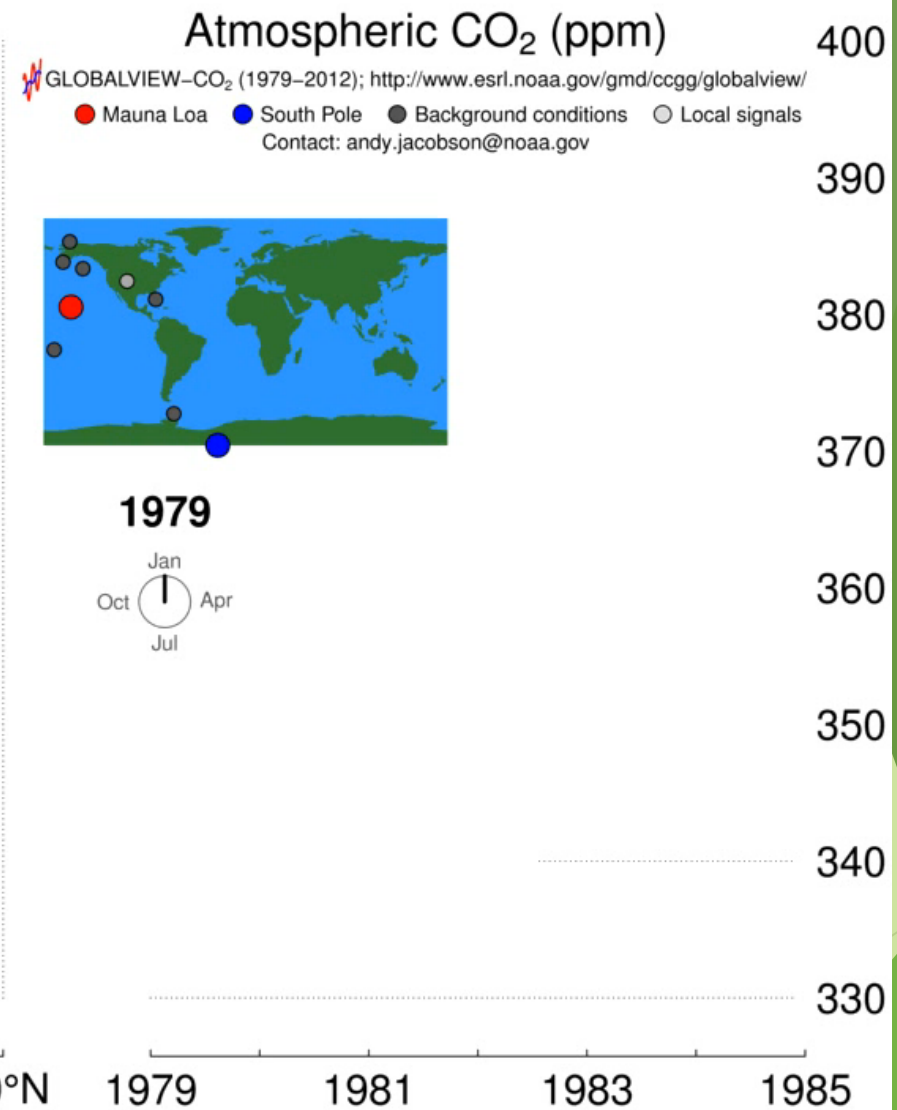 Atmospheric CO₂ (ppm)
GLOBALVIEW−CO₂ (1979−2012); http://www.esrl.noaa.gov/gmd/ccgg/globalview/
Mauna Loa South Pole Background conditions Local signals
Contact: andy.jacobson@noaa.gov
400
390
380
370
360
350
340
330
1979
Jan
Oct Apr
Jul
°N 1979 1981 1983 1985